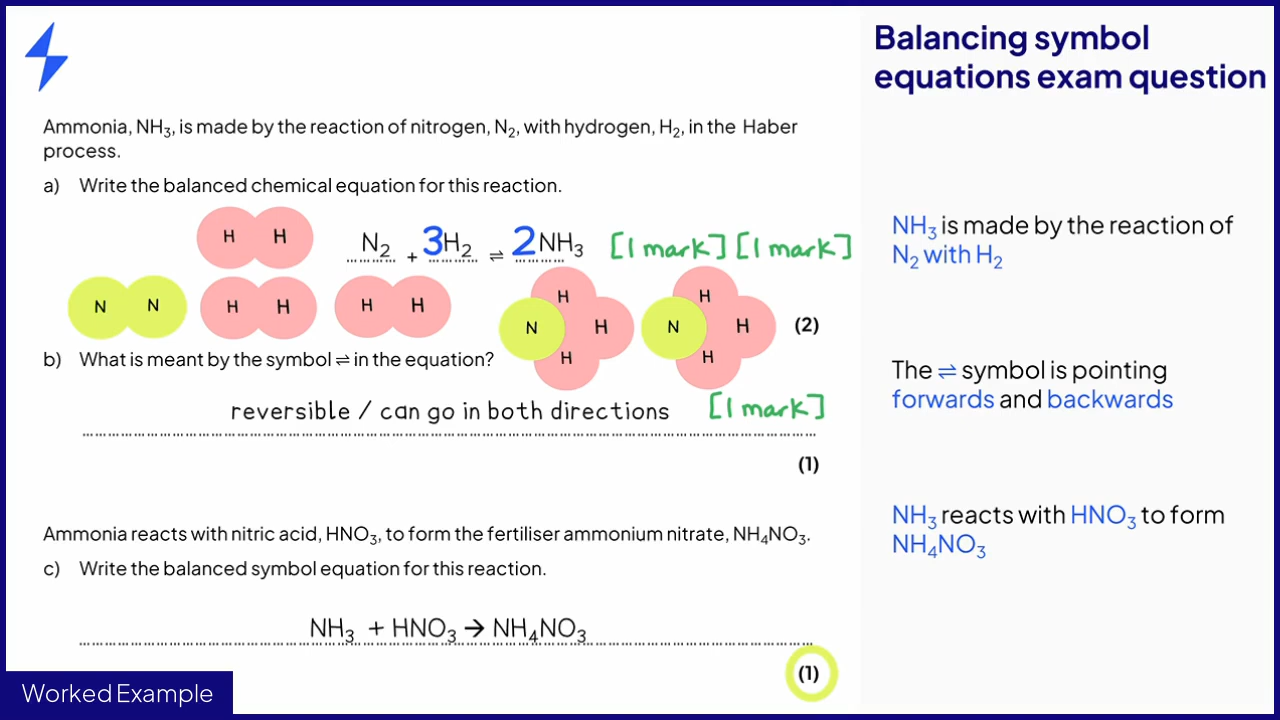 Balancing symbol
equations exam question
Ammonia, NH₃, is made by the reaction of nitrogen, N₂, with hydrogen, H₂, in the Haber
process.
a) Write the balanced chemical equation for this reaction.
H H
N₂ + 3H₂ ⇌ 2NH₃ [1 mark] [1 mark]
N N H H H H
H N H H
H N H H
(2)
b) What is meant by the symbol ⇌ in the equation?
reversible / can go in both directions [1 mark]
(1)
Ammonia reacts with nitric acid, HNO₃, to form the fertiliser ammonium nitrate, NH₄NO₃.
c) Write the balanced symbol equation for this reaction.
NH₃ + HNO₃ → NH₄NO₃
(1)
NH₃ is made by the reaction of
N₂ with H₂
The ⇌ symbol is pointing
forwards and backwards
NH₃ reacts with HNO₃ to form
NH₄NO₃
Worked Example